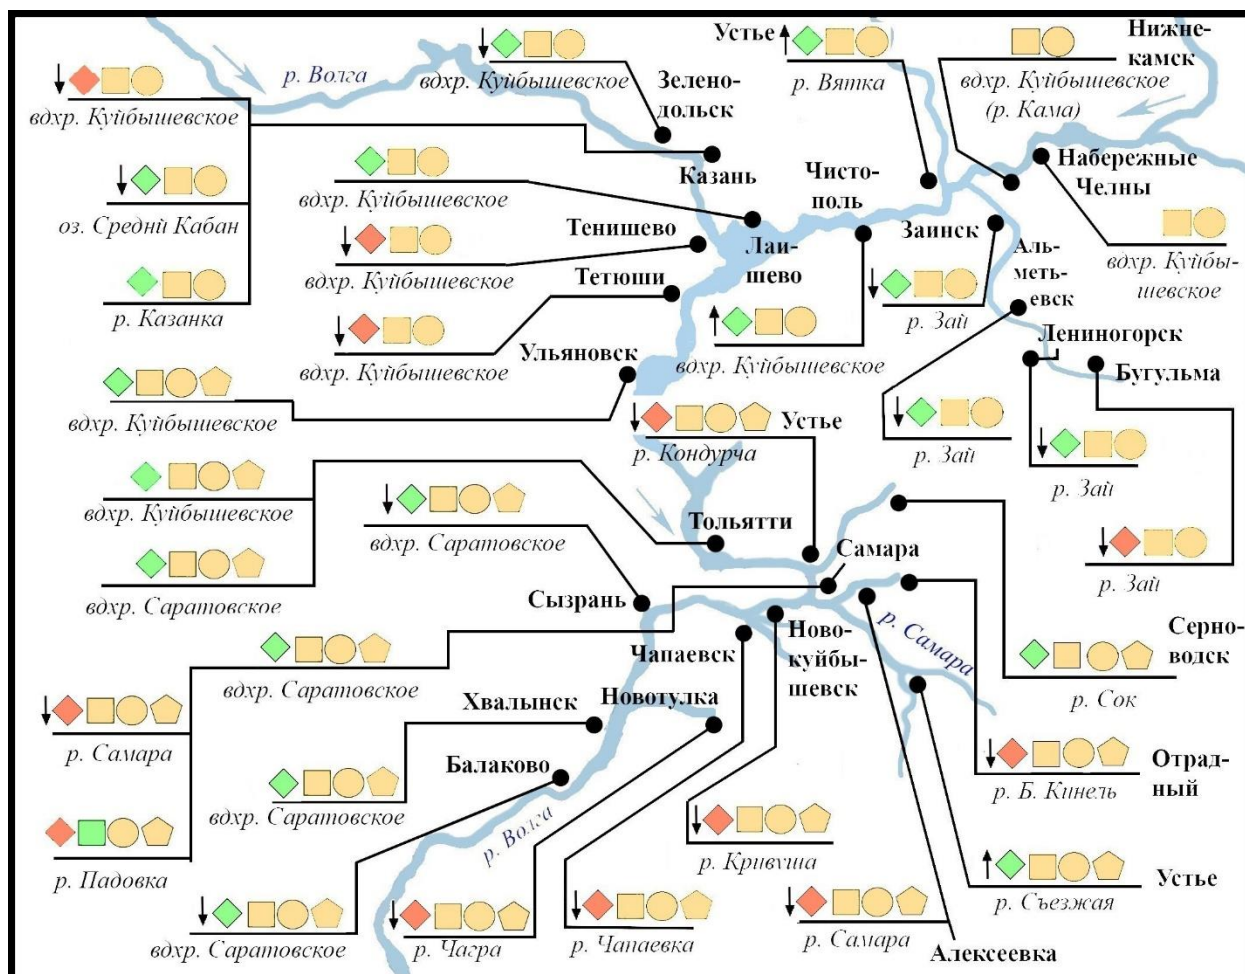 Устье
Нижне-
камск
р. Волга
вдхр. Куйбышевское
р. Вятка
вдхр. Куйбышевское
(р. Кама)
Зелено-
дольск
вдхр. Куйбышевское
Набережные
Челны
Казань
Чисто-
поль
оз. Средни Кабан
вдхр. Куйбышевское
Тенишево
Лаи-
шево
Заинск
Аль-
меть-
евск
вдхр. Куйбы-
шевское
вдхр. Куйбышевское
Тетюши
р. Казанка
р. Зай
Лениногорск
вдхр. Куйбышевское
Ульяновск
вдхр. Куйбышевское
Бугульма
вдхр. Куйбышевское
Устье
р. Кондурча
р. Зай
р. Зай
вдхр. Куйбышевское
вдхр. Саратовское
Тольятти
Самара
р. Зай
вдхр. Саратовское
Сызрань
р. Самара
Серно-
водск
Ново-
куйбы-
шевск
Чапаевск
вдхр. Саратовское
р. Сок
Хвалынск
Новотулка
р. Самара
Балаково
Отрад-
ный
р. Б. Кинель
вдхр. Саратовское
р. Волга
р. Кривуша
р. Падовка
Устье
р. Съезжая
вдхр. Саратовское
р. Чагра
р. Чапаевка
р. Самара
Алексеевка